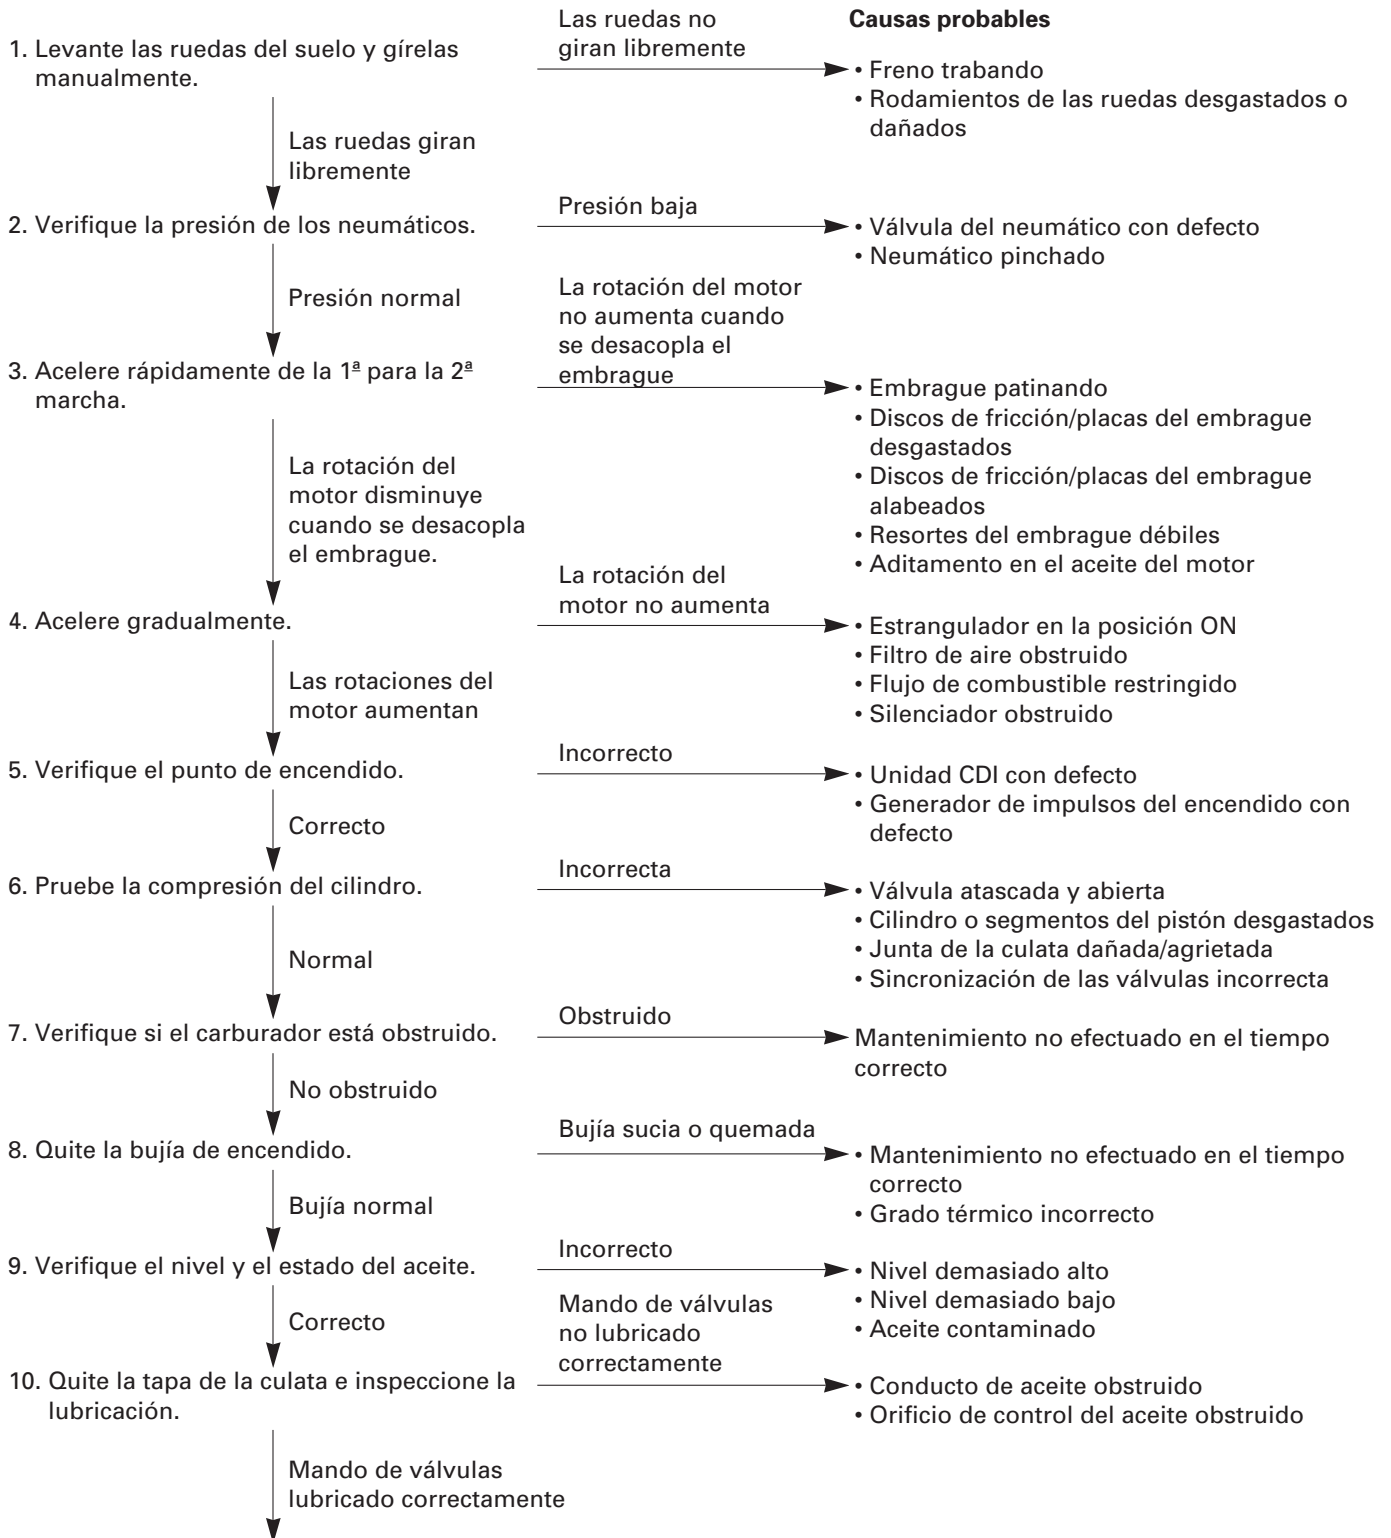 Las ruedas no
giran libremente
Causas probables
1. Levante las ruedas del suelo y gírelas
manualmente.
• Freno trabando
• Rodamientos de las ruedas desgastados o
dañados
Las ruedas giran
libremente
2. Verifique la presión de los neumáticos.
Presión baja
• Válvula del neumático con defecto
• Neumático pinchado
Presión normal
La rotación del motor
no aumenta cuando
se desacopla el
embrague
3. Acelere rápidamente de la 1ª para la 2ª
marcha.
• Embrague patinando
• Discos de fricción/placas del embrague
desgastados
• Discos de fricción/placas del embrague
alabeados
• Resortes del embrague débiles
• Aditamento en el aceite del motor
La rotación del
motor disminuye
cuando se desacopla
el embrague.
La rotación del
motor no aumenta
4. Acelere gradualmente.
• Estrangulador en la posición ON
• Filtro de aire obstruido
• Flujo de combustible restringido
• Silenciador obstruido
Las rotaciones del
motor aumentan
5. Verifique el punto de encendido.
Incorrecto
• Unidad CDI con defecto
• Generador de impulsos del encendido con
defecto
Correcto
6. Pruebe la compresión del cilindro.
Incorrecta
• Válvula atascada y abierta
• Cilindro o segmentos del pistón desgastados
• Junta de la culata dañada/agrietada
• Sincronización de las válvulas incorrecta
Normal
7. Verifique si el carburador está obstruido.
Obstruido
Mantenimiento no efectuado en el tiempo
correcto
No obstruido
8. Quite la bujía de encendido.
Bujía sucia o quemada
• Mantenimiento no efectuado en el tiempo
correcto
• Grado térmico incorrecto
Bujía normal
9. Verifique el nivel y el estado del aceite.
Incorrecto
• Nivel demasiado alto
• Nivel demasiado bajo
• Aceite contaminado
Correcto
Mando de válvulas
no lubricado
correctamente
10. Quite la tapa de la culata e inspeccione la
lubricación.
• Conducto de aceite obstruido
• Orificio de control del aceite obstruido
Mando de válvulas
lubricado correctamente